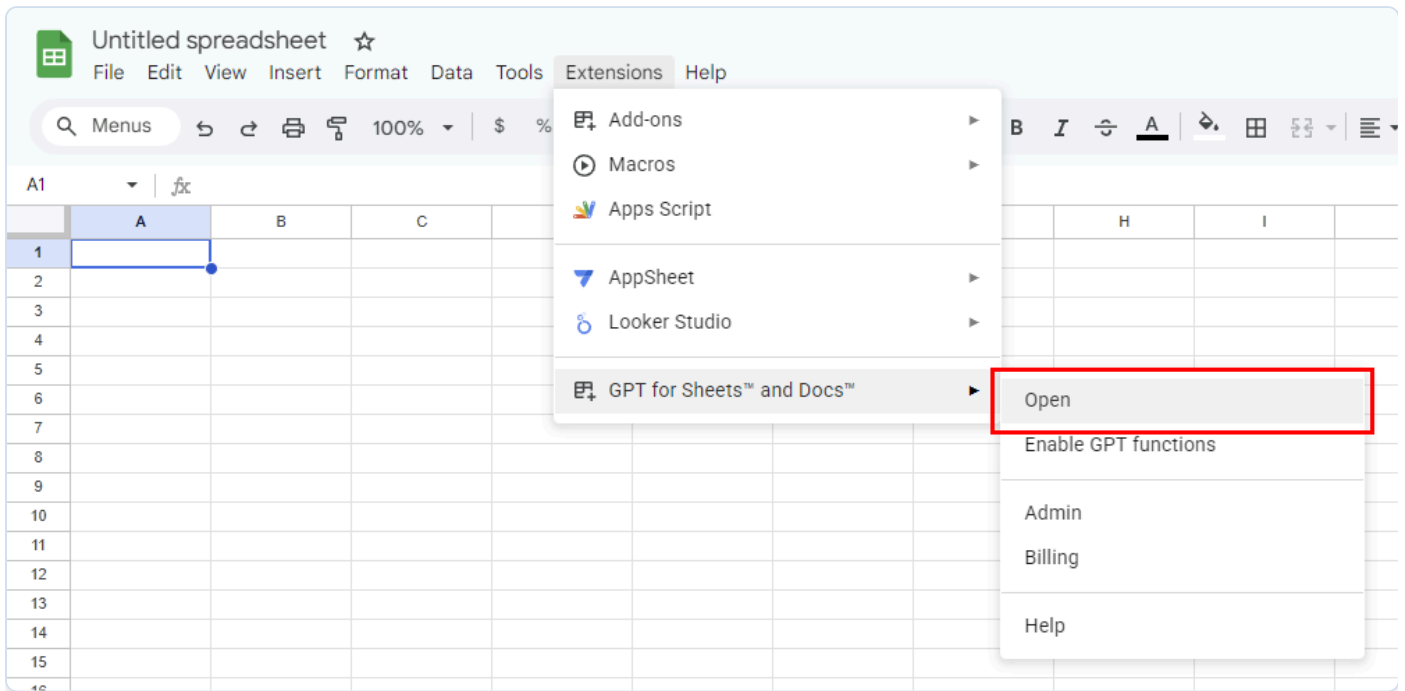 Untitled spreadsheet
File Edit View Insert Format Data Tools Extensions Help
Menus 100% $ % B I A
A1 fx
A B C H I
Add-ons
Macros
Apps Script
AppSheet
Looker Studio
GPT for Sheets™ and Docs™
Open
Enable GPT functions
Admin
Billing
Help
1
2
3
4
5
6
7
8
9
10
11
12
13
14
15
16